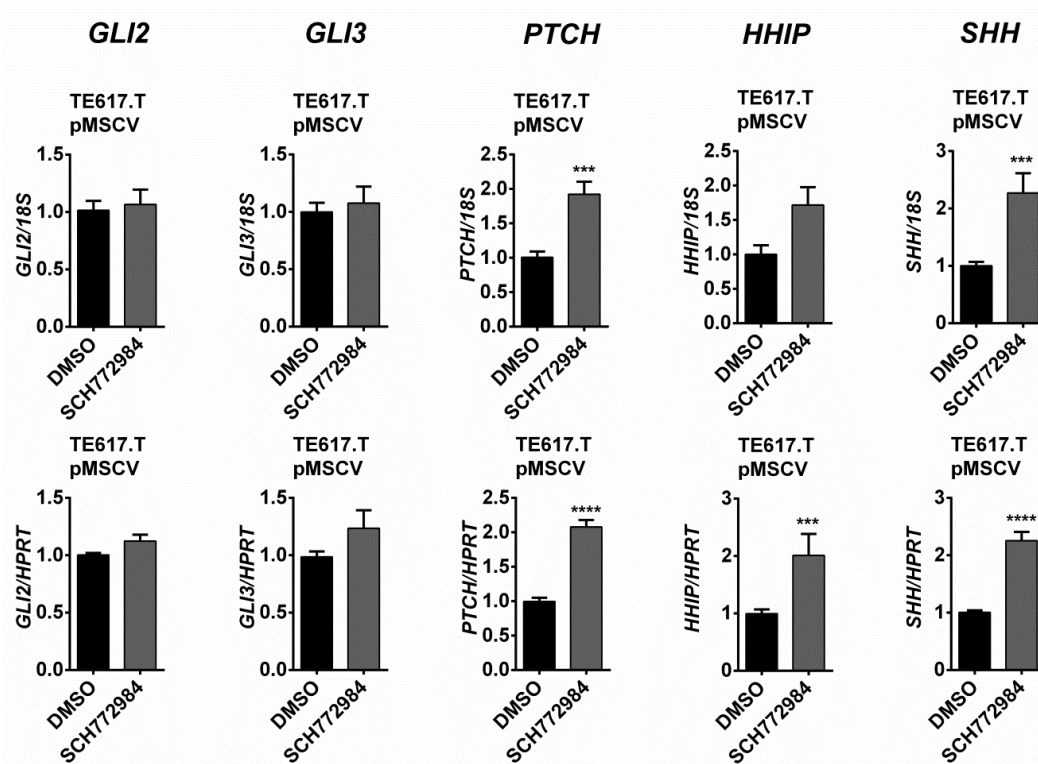 GLI2
GLI3
PTCH
HHIP
SHH
TE617.T
pMSCV
GLI2/18S
1.5
1.0
0.5
0.0
DMSO
SCH772984
TE617.T
pMSCV
GLI3/18S
1.5
1.0
0.5
0.0
DMSO
SCH772984
TE617.T
pMSCV
PTCH/18S
2.5
2.0
1.5
1.0
0.5
0.0
***
DMSO
SCH772984
TE617.T
pMSCV
HHIP/18S
2.5
2.0
1.5
1.0
0.5
0.0
DMSO
SCH772984
TE617.T
pMSCV
SHH/18S
3
2
1
0
***
DMSO
SCH772984
TE617.T
pMSCV
GLI2/HPRT
1.5
1.0
0.5
0.0
DMSO
SCH772984
TE617.T
pMSCV
GLI3/HPRT
1.5
1.0
0.5
0.0
DMSO
SCH772984
TE617.T
pMSCV
PTCH/HPRT
2.5
2.0
1.5
1.0
0.5
0.0
****
DMSO
SCH772984
TE617.T
pMSCV
HHIP/HPRT
3
2
1
0
***
DMSO
SCH772984
TE617.T
pMSCV
SHH/HPRT
3
2
1
0
****
DMSO
SCH772984